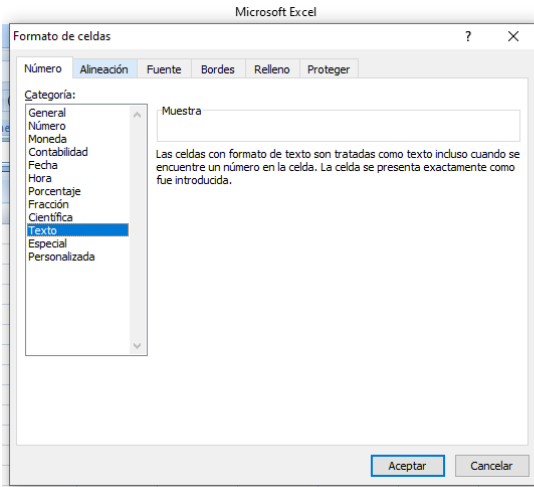 Microsoft Excel
Formato de celdas
?
Número Alineación Fuente Bordes Relleno Proteger
Categoría:
General
Número
Moneda
Contabilidad
Fecha
Hora
Porcentaje
Fracción
Científica
Texto
Especial
Personalizada
Muestra
Las celdas con formato de texto son tratadas como texto incluso cuando se
encuentre un número en la celda. La celda se presenta exactamente como
fue introducida.
Aceptar Cancelar